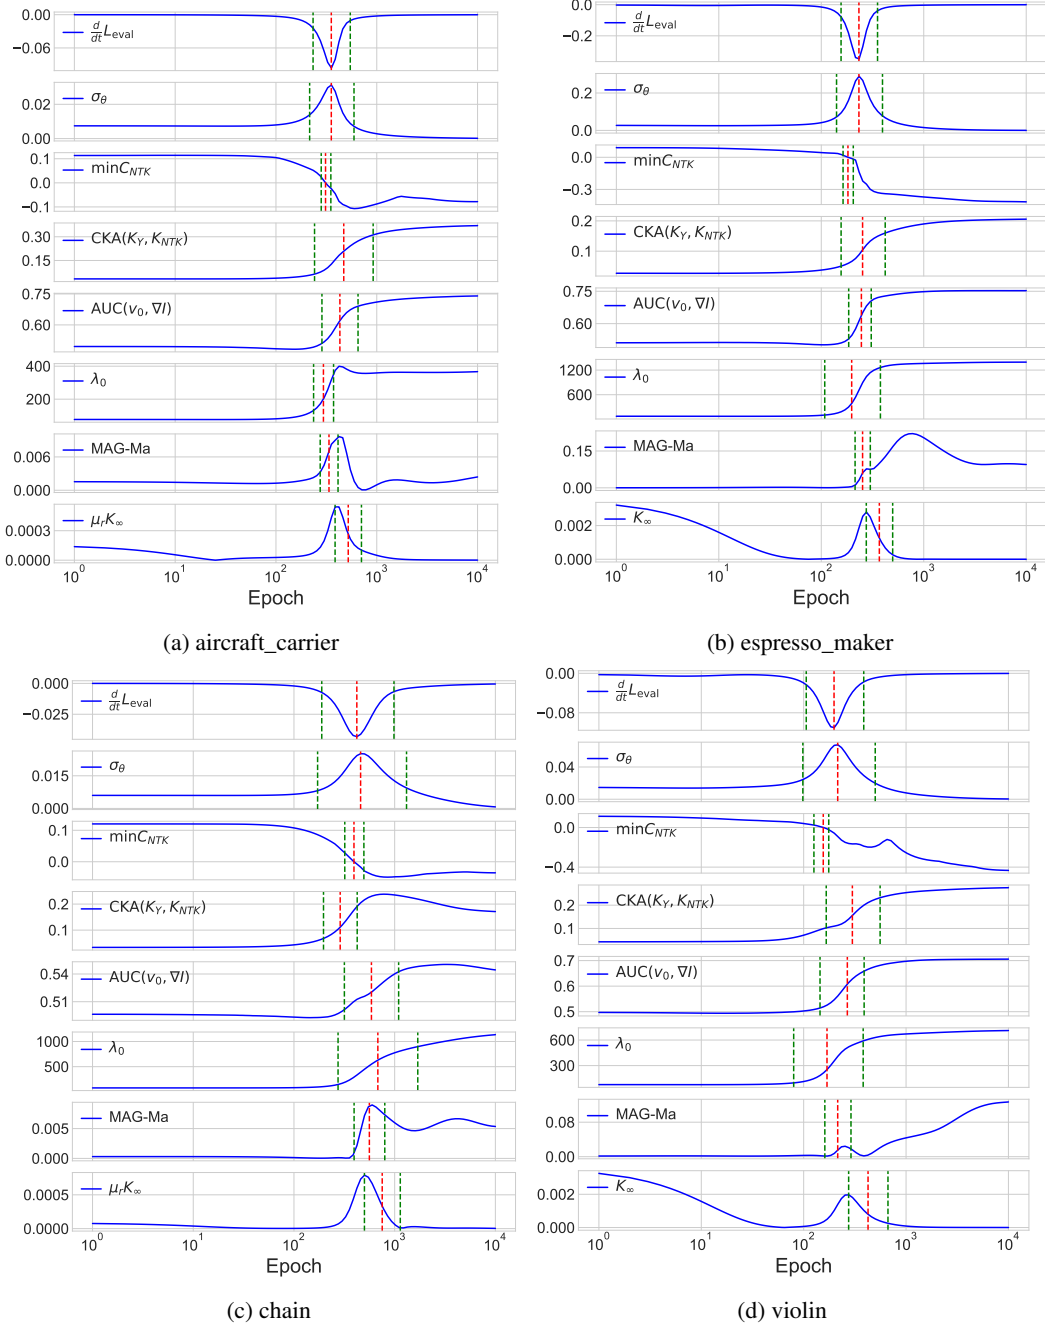 0.00
−0.06
d/dt L_eval
0.02
0.00
σ_θ
0.1
0.0
−0.1
minC_NTK
0.30
0.15
CKA(K_Y, K_NTK)
0.75
0.60
AUC(v_0, ∇I)
400
200
λ_0
0.006
0.000
MAG-Ma
0.0003
0.0000
μ_r K_∞
10^0 10^1 10^2 10^3 10^4
Epoch
(a) aircraft_carrier
0.0
−0.2
d/dt L_eval
0.2
0.0
σ_θ
0.0
−0.3
minC_NTK
0.2
0.1
CKA(K_Y, K_NTK)
0.75
0.60
AUC(v_0, ∇I)
1200
600
λ_0
0.15
0.00
MAG-Ma
0.002
0.000
K_∞
10^0 10^1 10^2 10^3 10^4
Epoch
(b) espresso_maker
0.000
−0.025
d/dt L_eval
0.015
0.000
σ_θ
0.1
0.0
minC_NTK
0.2
0.1
CKA(K_Y, K_NTK)
0.54
0.51
AUC(v_0, ∇I)
1000
500
λ_0
0.005
0.000
MAG-Ma
0.0005
0.0000
μ_r K_∞
10^0 10^1 10^2 10^3 10^4
Epoch
(c) chain
0.00
−0.08
d/dt L_eval
0.04
0.00
σ_θ
0.0
−0.4
minC_NTK
0.2
0.1
CKA(K_Y, K_NTK)
0.7
0.6
0.5
AUC(v_0, ∇I)
600
300
λ_0
0.08
0.00
MAG-Ma
0.002
0.000
K_∞
10^0 10^1 10^2 10^3 10^4
Epoch
(d) violin